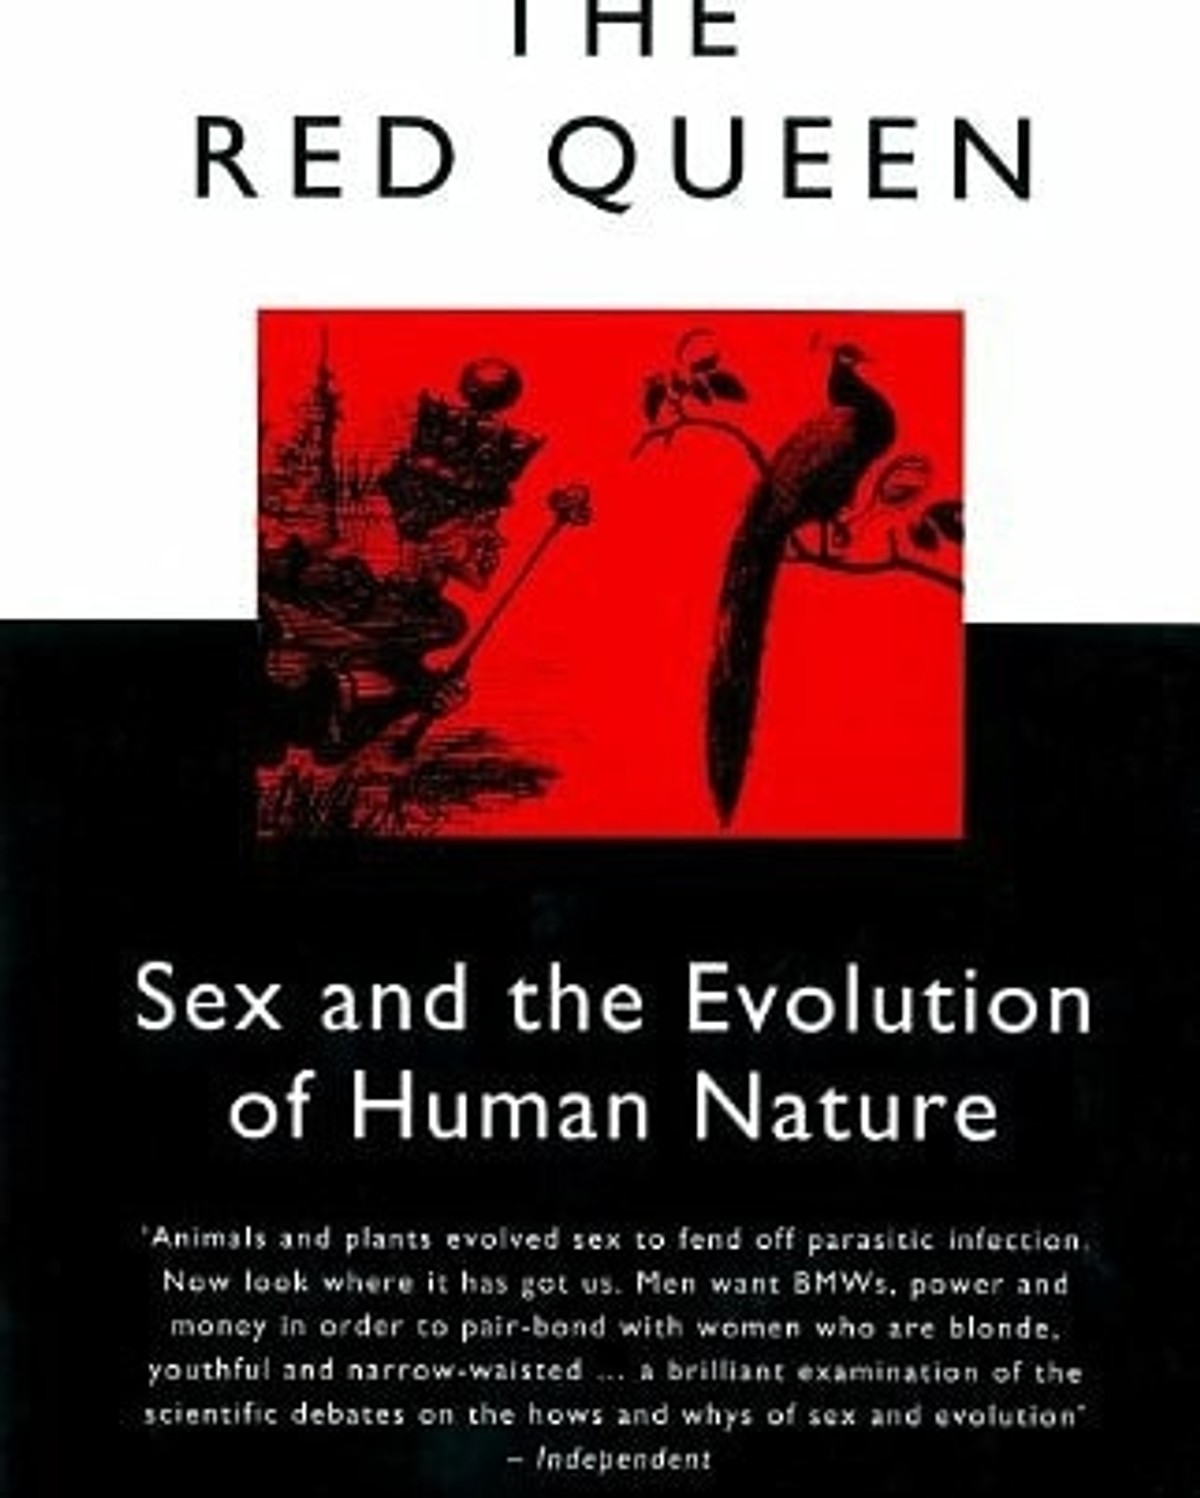 THE
RED QUEEN
Sex and the Evolution
of Human Nature
'Animals and plants evolved sex to fend off parasitic infection.
Now look where it has got us. Men want BMWs, power and
money in order to pair-bond with women who are blonde,
youthful and narrow-waisted ... a brilliant examination of the
scientific debates on the hows and whys of sex and evolution'
– Independent